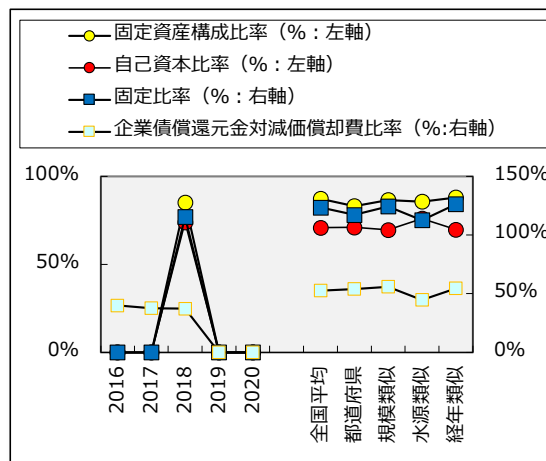 固定資産構成比率（%：左軸）
自己資本比率（%：左軸）
固定比率（%：右軸）
企業債償還元金対減価償却費比率（%:右軸）
100%
50%
0%
150%
100%
50%
0%
2016
2017
2018
2019
2020
全国平均
都道府県
規模類似
水源類似
経年類似